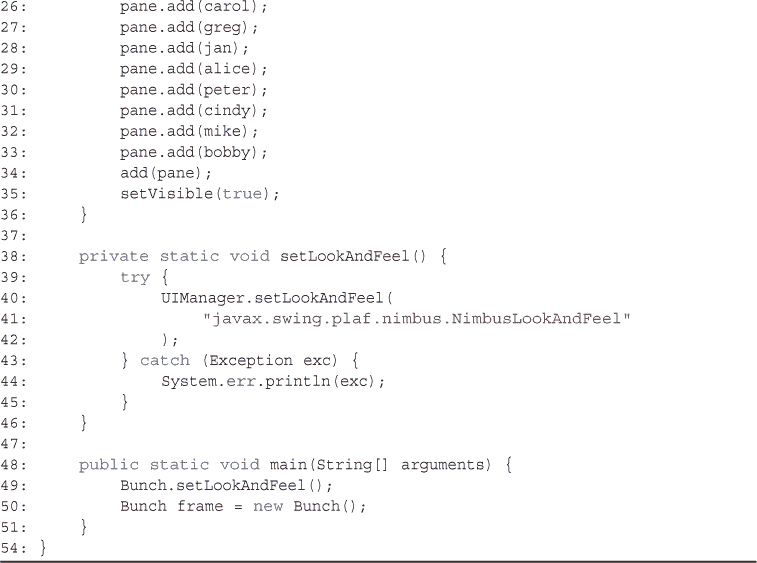 26:         pane.add(carol);
27:         pane.add(greg);
28:         pane.add(jan);
29:         pane.add(alice);
30:         pane.add(peter);
31:         pane.add(cindy);
32:         pane.add(mike);
33:         pane.add(bobby);
34:         add(pane);
35:         setVisible(true);
36:     }
37:
38:     private static void setLookAndFeel() {
39:         try {
40:             UIManager.setLookAndFeel(
41:                 "javax.swing.plaf.nimbus.NimbusLookAndFeel"
42:             );
43:         } catch (Exception exc) {
44:             System.err.println(exc);
45:         }
46:     }
47:
48:     public static void main(String[] arguments) {
49:         Bunch.setLookAndFeel();
50:         Bunch frame = new Bunch();
51:     }
54: }